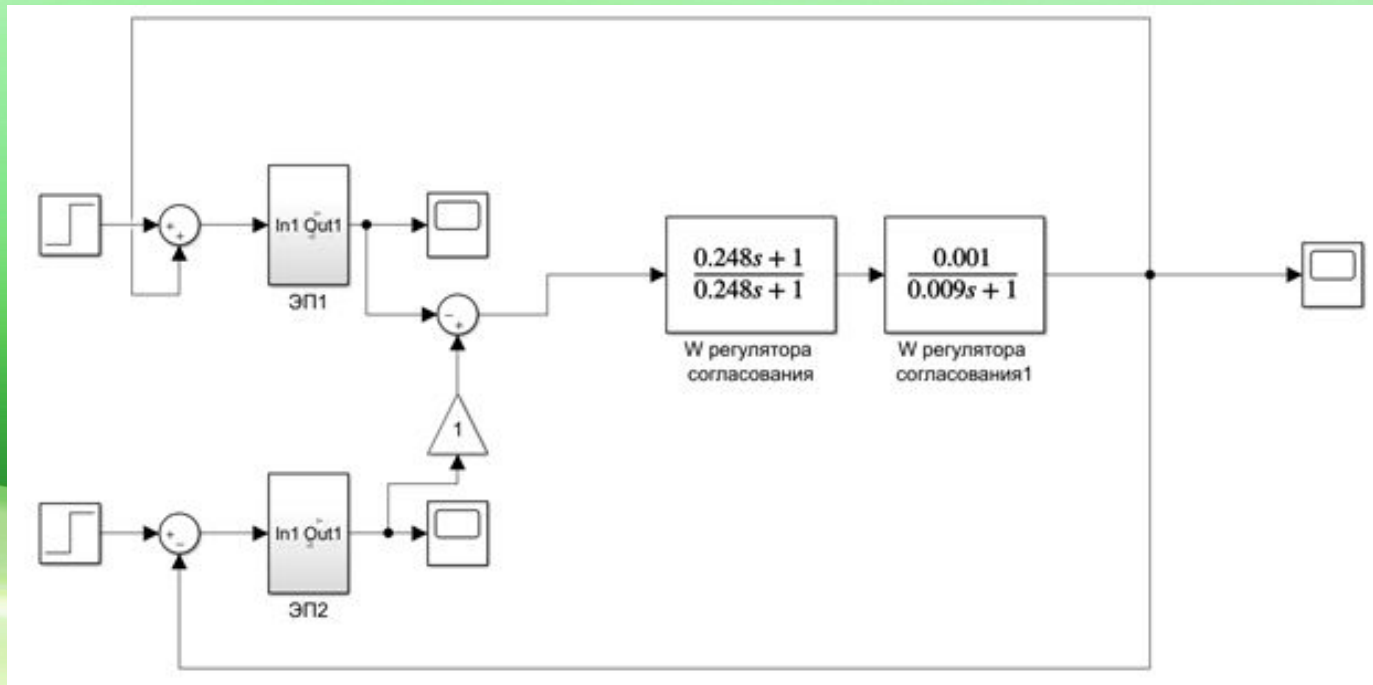 +
+
In1 Out1
ЭП1
-
+
0.248s + 1
0.248s + 1
W регулятора
согласования
0.001
0.009s + 1
W регулятора
согласования1
1
+
-
In1 Out1
ЭП2